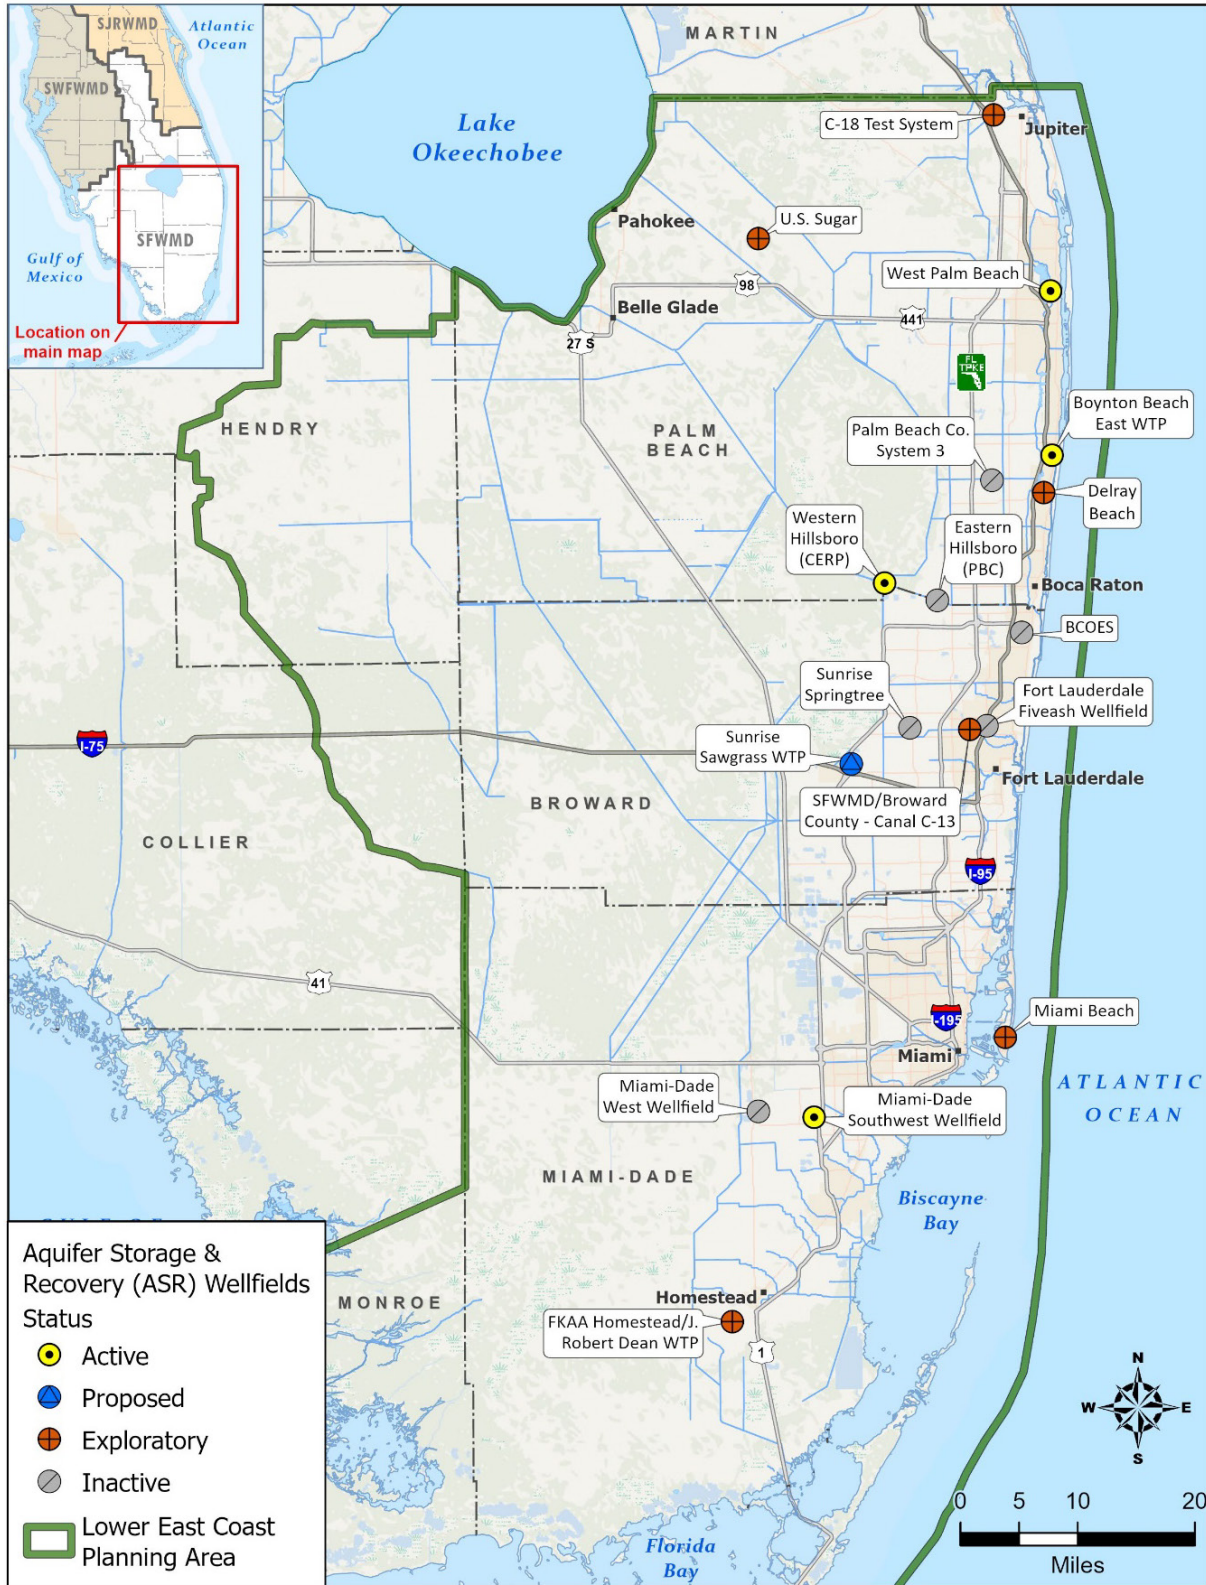 SJRWMD
Atlantic
Ocean
SWFWMD
SFWMD
Gulf of
Mexico
Location on
main map
MARTIN
Lake
Okeechobee
C-18 Test System
Jupiter
Pahokee
U.S. Sugar
West Palm Beach
98
Belle Glade
441
27 S
FL
TPKE
HENDRY
PALM
BEACH
Boynton Beach
East WTP
Palm Beach Co.
System 3
Delray
Beach
Western
Hillsboro
(CERP)
Eastern
Hillsboro
(PBC)
Boca Raton
BCOES
Sunrise
Springtree
Fort Lauderdale
Fiveash Wellfield
I-75
Sunrise
Sawgrass WTP
Fort Lauderdale
BROWARD
SFWMD/Broward
County - Canal C-13
COLLIER
I-95
41
I-195
Miami Beach
Miami
ATLANTIC
OCEAN
Miami-Dade
West Wellfield
Miami-Dade
Southwest Wellfield
MIAMI-DADE
Biscayne
Bay
GULF OF
MONROE
Homestead
FKAA Homestead/J.
Robert Dean WTP
1
Florida
Bay
Aquifer Storage &
Recovery (ASR) Wellfields
Status
Active
Proposed
Exploratory
Inactive
Lower East Coast
Planning Area
N
W E
S
0 5 10 20
Miles